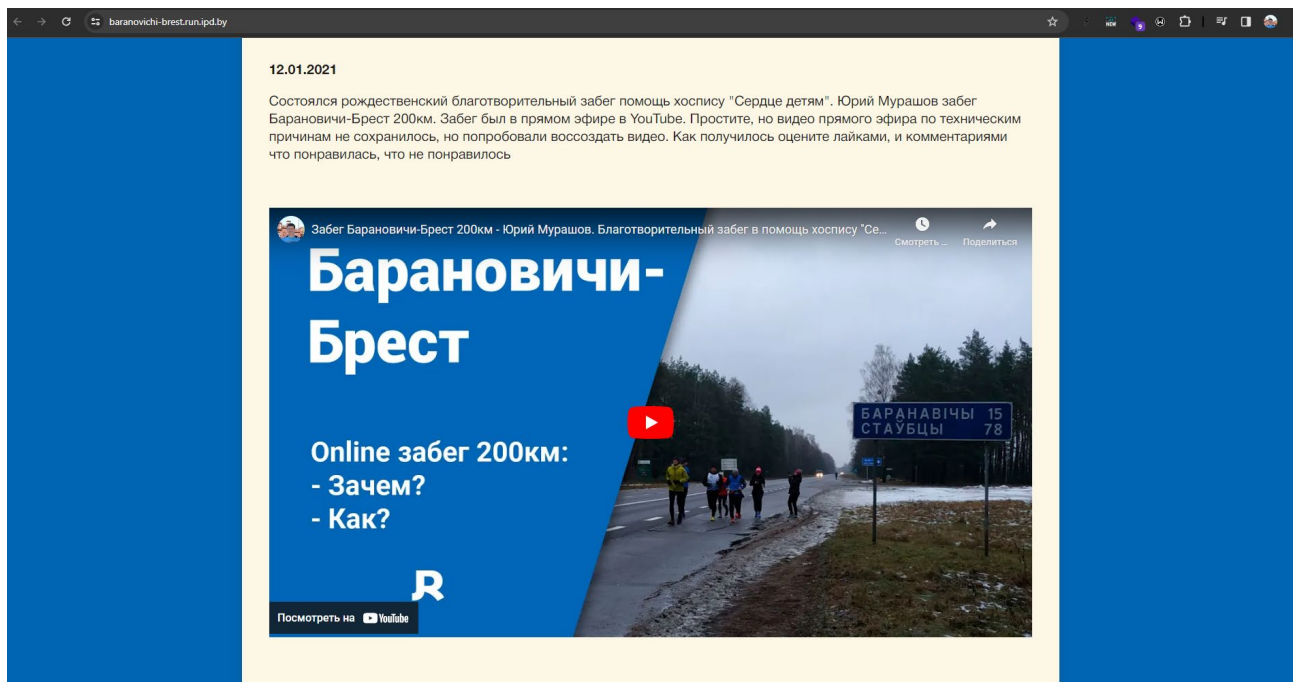 baranovichi-brest.run.ipd.by
NEW
9
12.01.2021
Состоялся рождественский благотворительный забег помощь хоспису "Сердце детям". Юрий Мурашов забег
Барановичи-Брест 200км. Забег был в прямом эфире в YouTube. Простите, но видео прямого эфира по техническим
причинам не сохранилось, но попробовали воссоздать видео. Как получилось оцените лайками, и комментариями
что понравилась, что не понравилось
Забег Барановичи-Брест 200км - Юрий Мурашов. Благотворительный забег в помощь хоспису "Се...
Смотреть ...
Поделиться
Барановичи-
Брест
БАРАНАВІЧЫ 15
СТАЎБЦЫ 78
Online забег 200км:
- Зачем?
- Как?
R
Посмотреть на YouTube